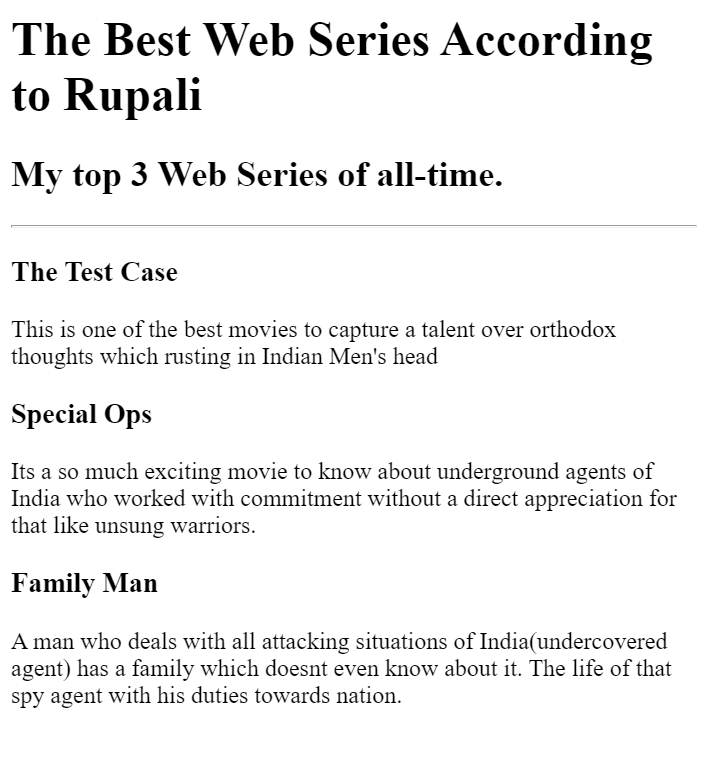 The Best Web Series According
to Rupali
My top 3 Web Series of all-time.
The Test Case
This is one of the best movies to capture a talent over orthodox
thoughts which rusting in Indian Men's head
Special Ops
Its a so much exciting movie to know about underground agents of
India who worked with commitment without a direct appreciation for
that like unsung warriors.
Family Man
A man who deals with all attacking situations of India(undercovered
agent) has a family which doesnt even know about it. The life of that
spy agent with his duties towards nation.